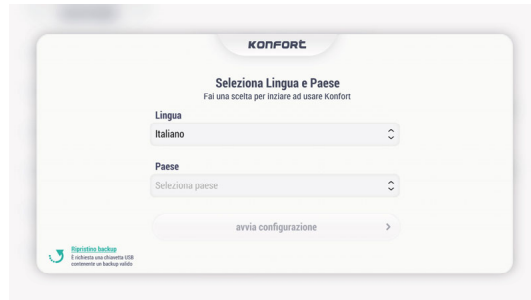 KONFORT
Seleziona Lingua e Paese
Fai una scelta per inziare ad usare Konfort
Lingua
Italiano
Paese
Seleziona paese
avvia configurazione
Ripristino backup
È richiesta una chiavetta USB
contenente un backup valido